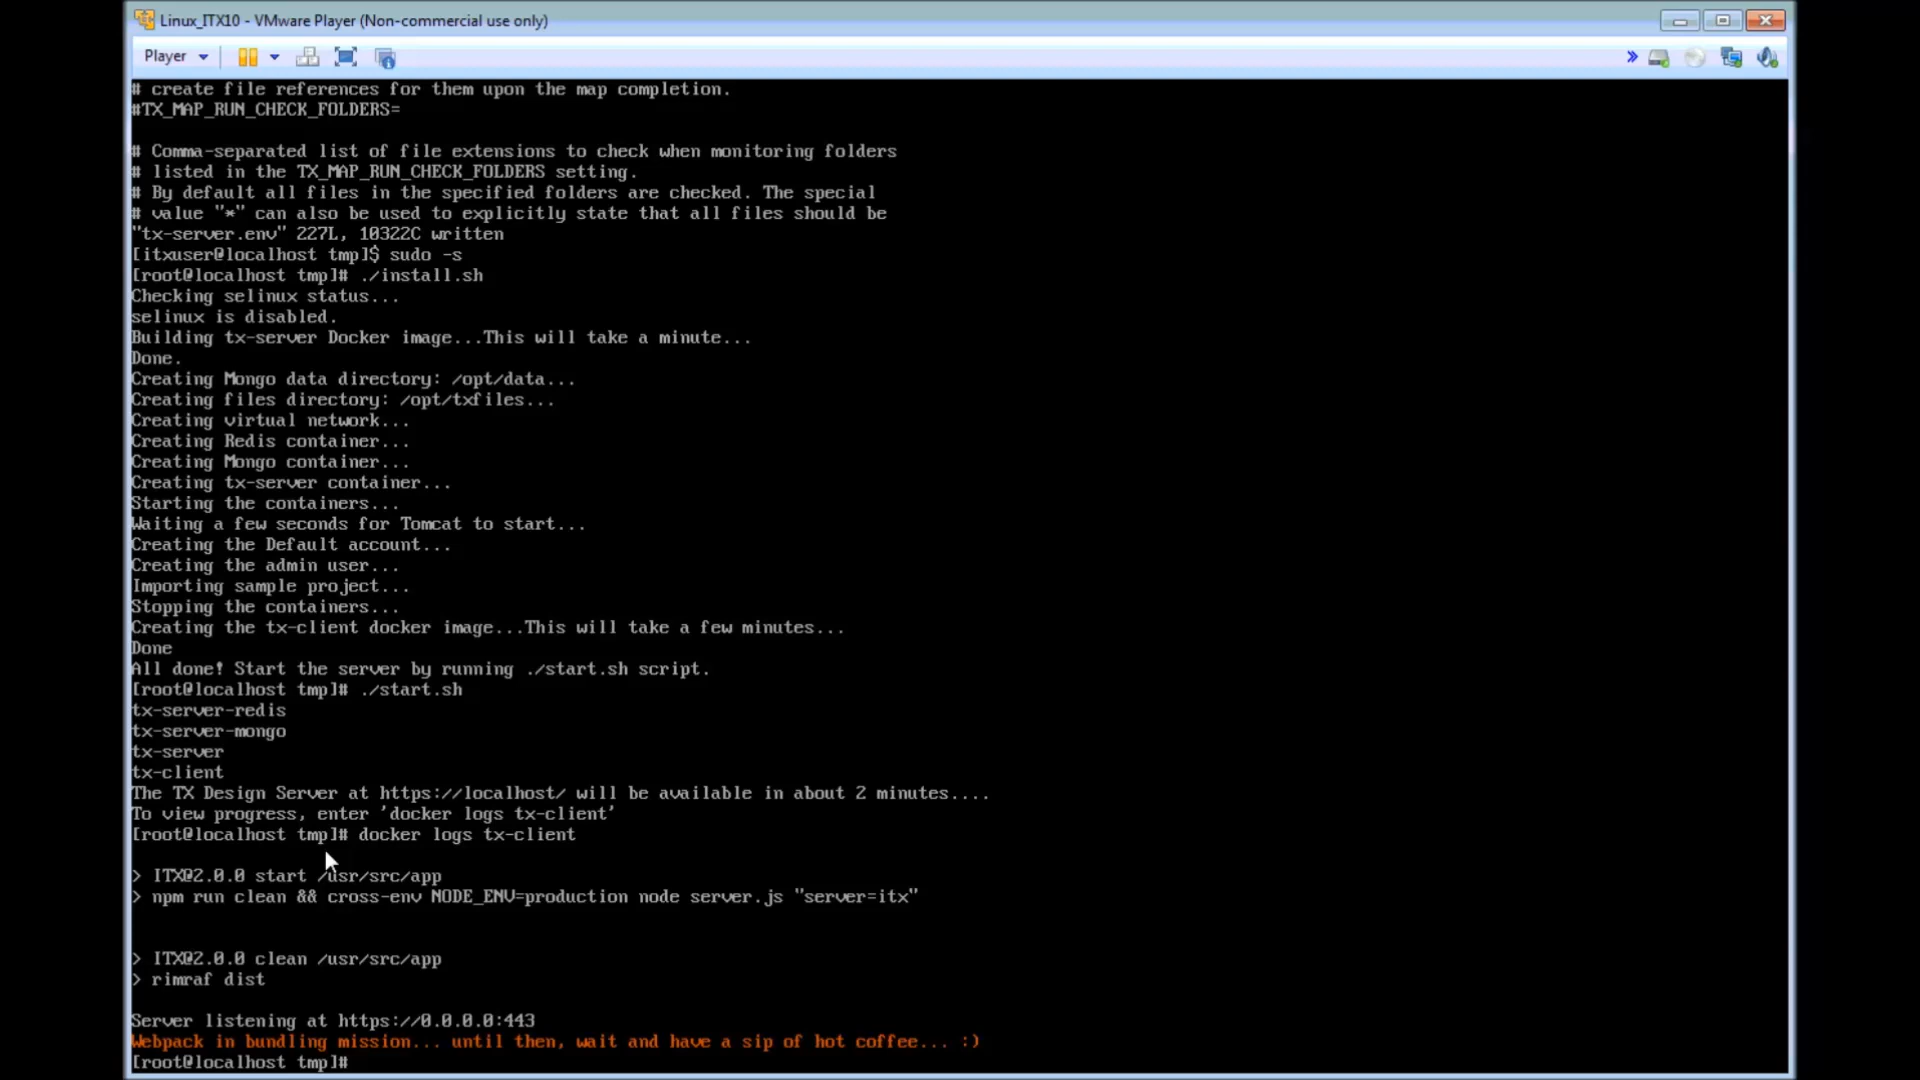 Linux_ITX10 - VMware Player (Non-commercial use only)
Player
# create file references for them upon the map completion.
#TX_MAP_RUN_CHECK_FOLDERS=
# Comma-separated list of file extensions to check when monitoring folders
# listed in the TX_MAP_RUN_CHECK_FOLDERS setting.
# By default all files in the specified folders are checked. The special
# value "*" can also be used to explicitly state that all files should be
"tx-server.env" 227L, 10322C written
[itxuser@localhost tmp]$ sudo -s
[root@localhost tmp]# ./install.sh
Checking selinux status...
selinux is disabled.
Building tx-server Docker image...This will take a minute...
Done.
Creating Mongo data directory: /opt/data...
Creating files directory: /opt/txfiles...
Creating virtual network...
Creating Redis container...
Creating Mongo container...
Creating tx-server container...
Starting the containers...
Waiting a few seconds for Tomcat to start...
Creating the Default account...
Creating the admin user...
Importing sample project...
Stopping the containers...
Creating the tx-client docker image...This will take a few minutes...
Done
All done! Start the server by running ./start.sh script.
[root@localhost tmp]# ./start.sh
tx-server-redis
tx-server-mongo
tx-server
tx-client
The TX Design Server at https://localhost/ will be available in about 2 minutes....
To view progress, enter 'docker logs tx-client'
[root@localhost tmp]# docker logs tx-client
> ITX@2.0.0 start /usr/src/app
> npm run clean && cross-env NODE_ENV=production node server.js "server=itx"
> ITX@2.0.0 clean /usr/src/app
> rimraf dist
Server listening at https://0.0.0.0:443
Webpack in bundling mission... until then, wait and have a sip of hot coffee... :)
[root@localhost tmp]#